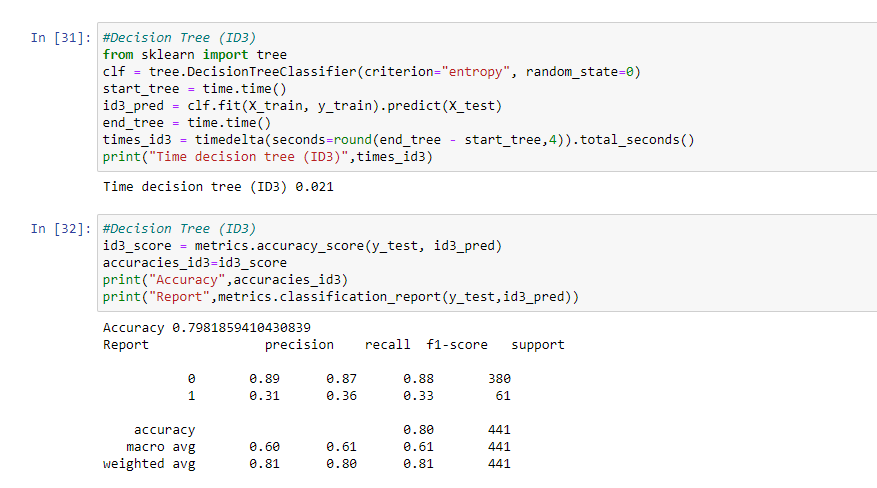 In [31]: #Decision Tree (ID3)
from sklearn import tree
clf = tree.DecisionTreeClassifier(criterion="entropy", random_state=0)
start_tree = time.time()
id3_pred = clf.fit(X_train, y_train).predict(X_test)
end_tree = time.time()
times_id3 = timedelta(seconds=round(end_tree - start_tree,4)).total_seconds()
print("Time decision tree (ID3)",times_id3)
Time decision tree (ID3) 0.021
In [32]: #Decision Tree (ID3)
id3_score = metrics.accuracy_score(y_test, id3_pred)
accuracies_id3=id3_score
print("Accuracy",accuracies_id3)
print("Report",metrics.classification_report(y_test,id3_pred))
Accuracy 0.7981859410430839
Report precision recall f1-score support
0 0.89 0.87 0.88 380
1 0.31 0.36 0.33 61
accuracy 0.80 441
macro avg 0.60 0.61 0.61 441
weighted avg 0.81 0.80 0.81 441